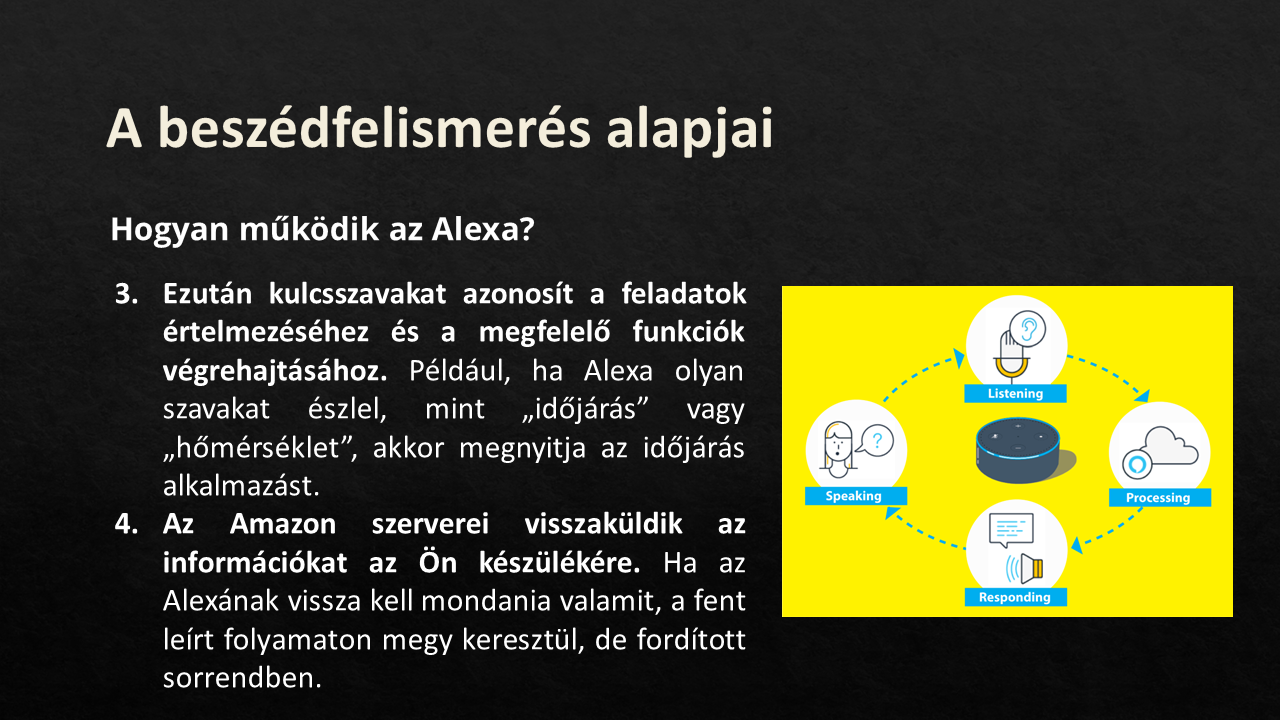 A beszédfelismerés alapjai
Hogyan működik az Alexa?
3. Ezután kulcsszavakat azonosít a feladatok
értelmezéséhez és a megfelelő funkciók
végrehajtásához. Például, ha Alexa olyan
szavakat észlel, mint „időjárás” vagy
„hőmérséklet”, akkor megnyitja az időjárás
alkalmazást.
4. Az Amazon szerverei visszaküldik az
információkat az Ön készülékére. Ha az
Alexának vissza kell mondania valamit, a fent
leírt folyamaton megy keresztül, de fordított
sorrendben.
Listening
?
Speaking
Processing
Responding